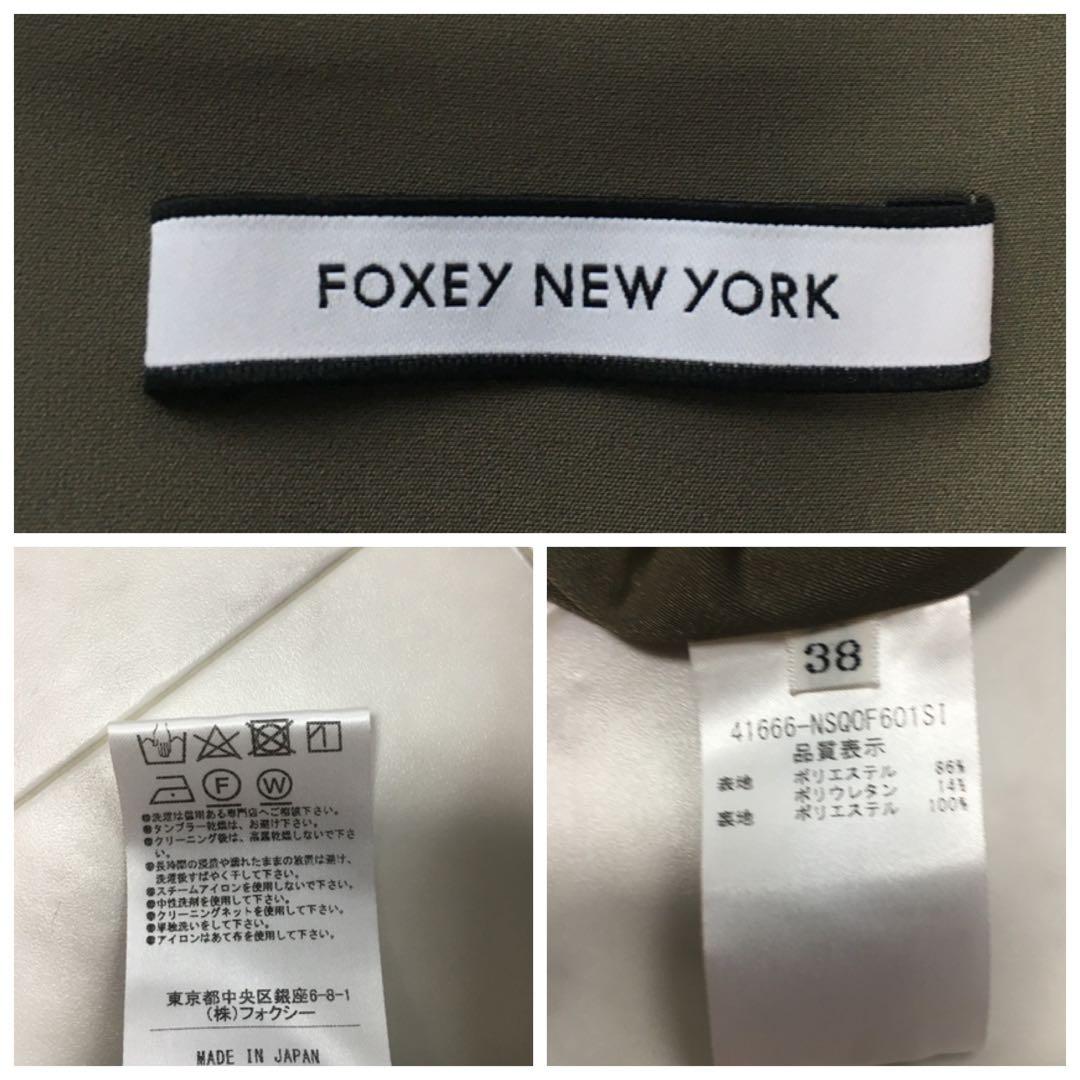 FOXEY NEW YORK
F W
●洗濯は信用ある専門店へご相談下さい。
●タンブラー乾燥は、お避け下さい。
●クリーニング後は、高温乾燥しないで下さ
い。
●長時間の浸漬や濡れたままの放置は避け、
洗濯後すばやく干して下さい。
●スチームアイロンを使用しないで下さい。
●中性洗剤を使用して下さい。
●クリーニングネットを使用して下さい。
●単独洗いをして下さい。
●アイロンはあて布を使用して下さい。
東京都中央区銀座6-8-1
(株)フォクシー
MADE IN JAPAN
38
41666-NSQ0F601SI
品質表示
表地 ポリエステル 86%
ポリウレタン 14%
裏地 ポリエステル 100%